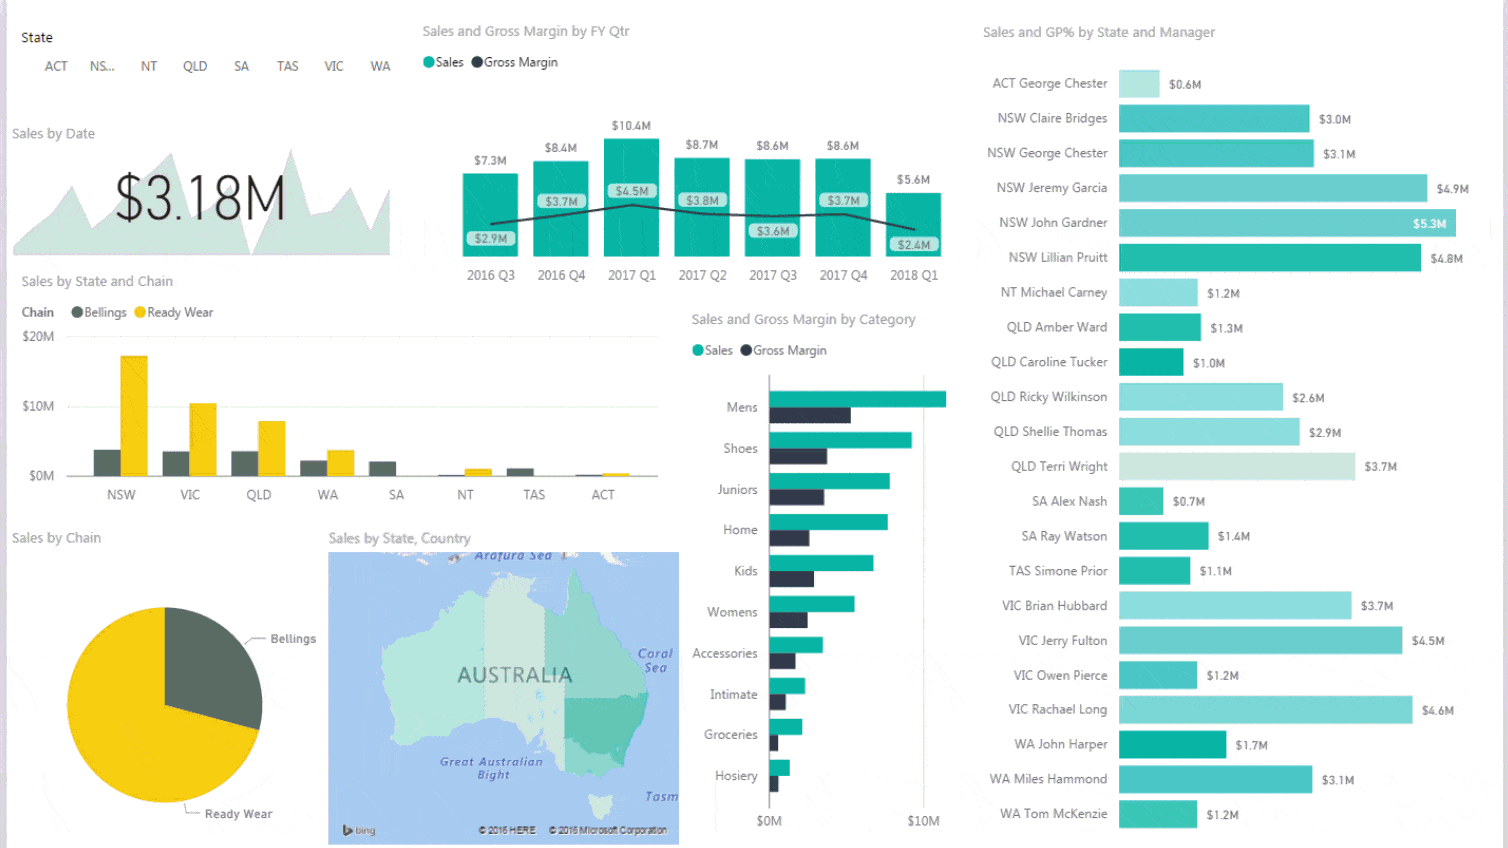 State
ACT NS... NT QLD SA TAS VIC WA
Sales by Date
$3.18M
Sales by State and Chain
Chain Bellings Ready Wear
$20M
$10M
$0M
NSW VIC QLD WA SA NT TAS ACT
Sales by Chain
Bellings
Ready Wear
Sales by State, Country
Arafura Sea
Coral
Sea
AUSTRALIA
Great Australian
Bight
Tasm
bing
© 2016 HERE © 2016 Microsoft Corporation
Sales and Gross Margin by FY Qtr
Sales Gross Margin
$7.3M $8.4M $10.4M $8.7M $8.6M $8.6M $5.6M
$2.9M $3.7M $4.5M $3.8M $3.6M $3.7M $2.4M
2016 Q3 2016 Q4 2017 Q1 2017 Q2 2017 Q3 2017 Q4 2018 Q1
Sales and Gross Margin by Category
Sales Gross Margin
Mens
Shoes
Juniors
Home
Kids
Womens
Accessories
Intimate
Groceries
Hosiery
$0M $10M
Sales and GP% by State and Manager
ACT George Chester $0.6M
NSW Claire Bridges $3.0M
NSW George Chester $3.1M
NSW Jeremy Garcia $4.9M
NSW John Gardner $5.3M
NSW Lillian Pruitt $4.8M
NT Michael Carney $1.2M
QLD Amber Ward $1.3M
QLD Caroline Tucker $1.0M
QLD Ricky Wilkinson $2.6M
QLD Shellie Thomas $2.9M
QLD Terri Wright $3.7M
SA Alex Nash $0.7M
SA Ray Watson $1.4M
TAS Simone Prior $1.1M
VIC Brian Hubbard $3.7M
VIC Jerry Fulton $4.5M
VIC Owen Pierce $1.2M
VIC Rachael Long $4.6M
WA John Harper $1.7M
WA Miles Hammond $3.1M
WA Tom McKenzie $1.2M